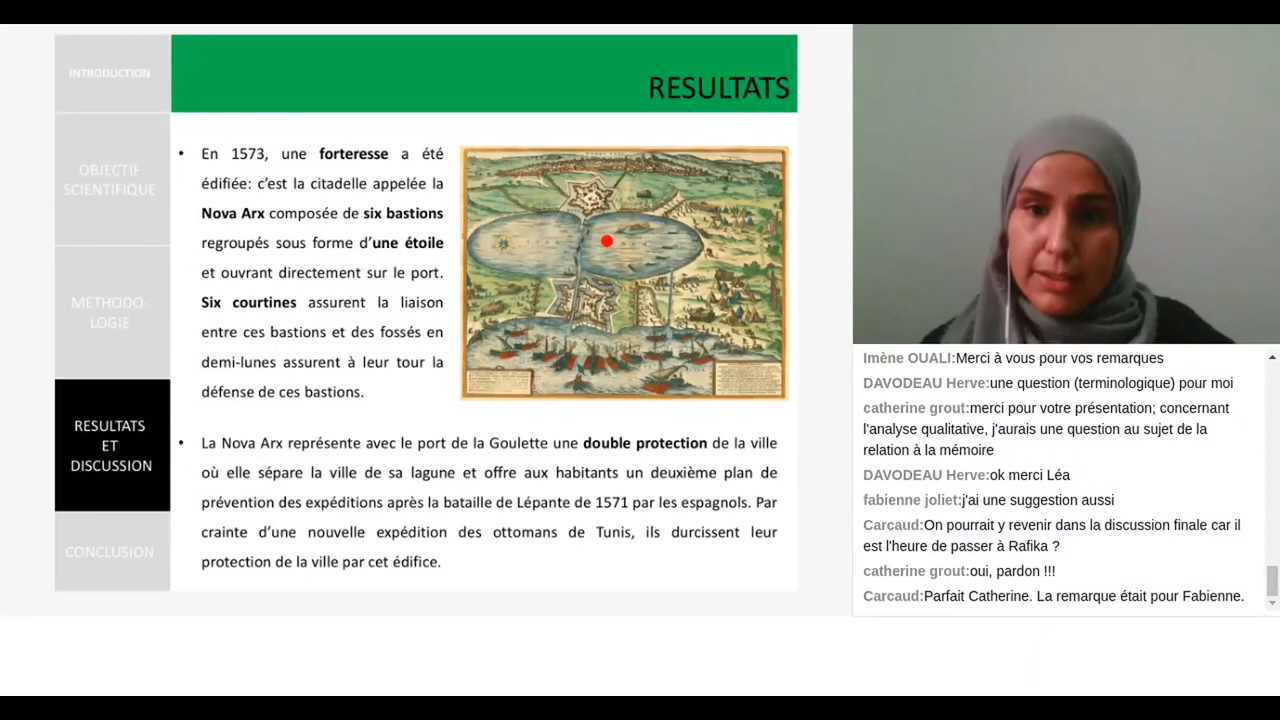 INTRODUCTION
OBJECTIF
SCIENTIFIQUE
METHODO-
LOGIE
RESULTATS
ET
DISCUSSION
CONCLUSION
RESULTATS
• En 1573, une forteresse a été
édifiée: c’est la citadelle appelée la
Nova Arx composée de six bastions
regroupés sous forme d’une étoile
et ouvrant directement sur le port.
Six courtines assurent la liaison
entre ces bastions et des fossés en
demi-lunes assurent à leur tour la
défense de ces bastions.
• La Nova Arx représente avec le port de la Goulette une double protection de la ville
où elle sépare la ville de sa lagune et offre aux habitants un deuxième plan de
prévention des expéditions après la bataille de Lépante de 1571 par les espagnols. Par
crainte d’une nouvelle expédition des ottomans de Tunis, ils durcissent leur
protection de la ville par cet édifice.
Imène OUALI:Merci à vous pour vos remarques
DAVODEAU Herve:une question (terminologique) pour moi
catherine grout:merci pour votre présentation; concernant
l'analyse qualitative, j'aurais une question au sujet de la
relation à la mémoire
DAVODEAU Herve:ok merci Léa
fabienne joliet:j'ai une suggestion aussi
Carcaud:On pourrait y revenir dans la discussion finale car il
est l'heure de passer à Rafika ?
catherine grout:oui, pardon !!!
Carcaud:Parfait Catherine. La remarque était pour Fabienne.